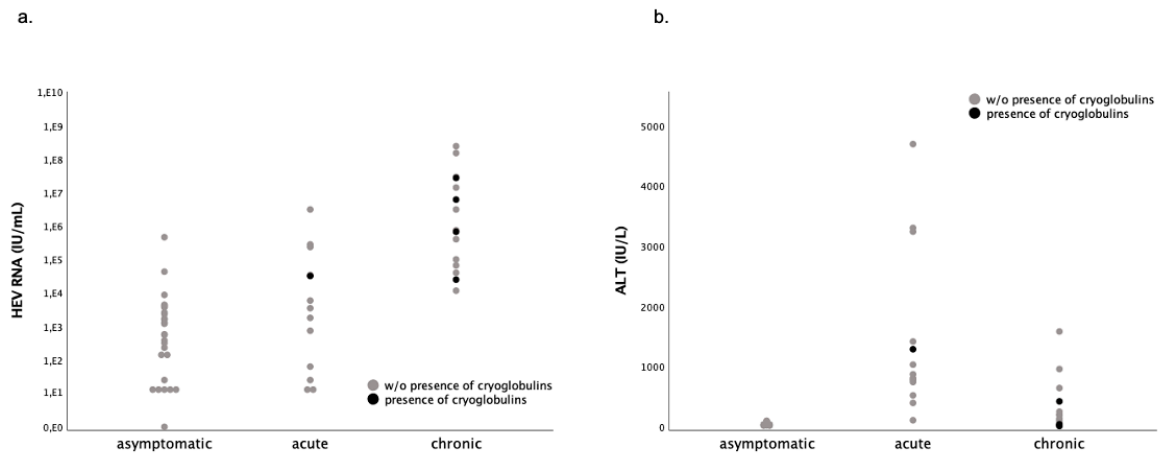 a.
HEV RNA (IU/mL)
1,E10
1,E9
1,E8
1,E7
1,E6
1,E5
1,E4
1,E3
1,E2
1,E1
0,E0
w/o presence of cryoglobulins
presence of cryoglobulins
asymptomatic acute chronic
b.
ALT (IU/L)
5000
4000
3000
2000
1000
0
w/o presence of cryoglobulins
presence of cryoglobulins
asymptomatic acute chronic